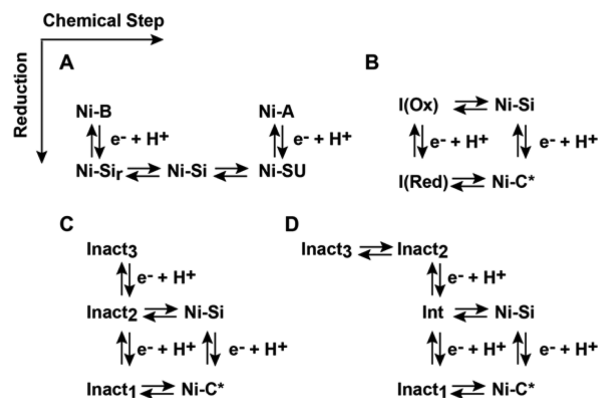 Chemical Step
Reduction
A
Ni-B
Ni-A
e- + H+
e- + H+
Ni-Sir
Ni-Si
Ni-SU
B
I(Ox)
Ni-Si
e- + H+
e- + H+
I(Red)
Ni-C*
C
Inact3
e- + H+
Inact2
Ni-Si
e- + H+
e- + H+
Inact1
Ni-C*
D
Inact3
Inact2
e- + H+
Int
Ni-Si
e- + H+
e- + H+
Inact1
Ni-C*